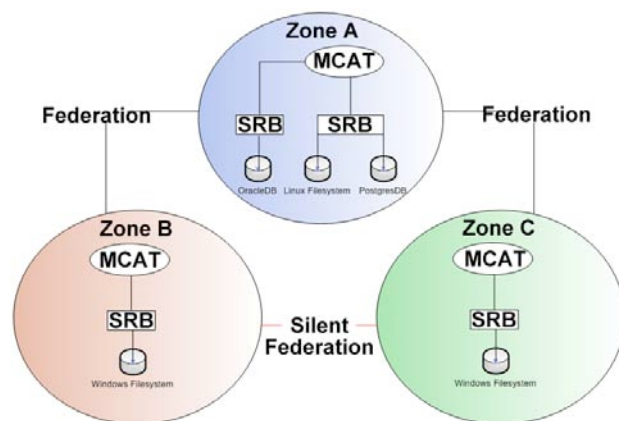 Zone A
MCAT
Federation
Federation
SRB
SRB
OracleDB
Linux Filesystem
PostgresDB
Zone B
Zone C
MCAT
MCAT
SRB
SRB
Silent
Federation
Windows Filesystem
Windows Filesystem